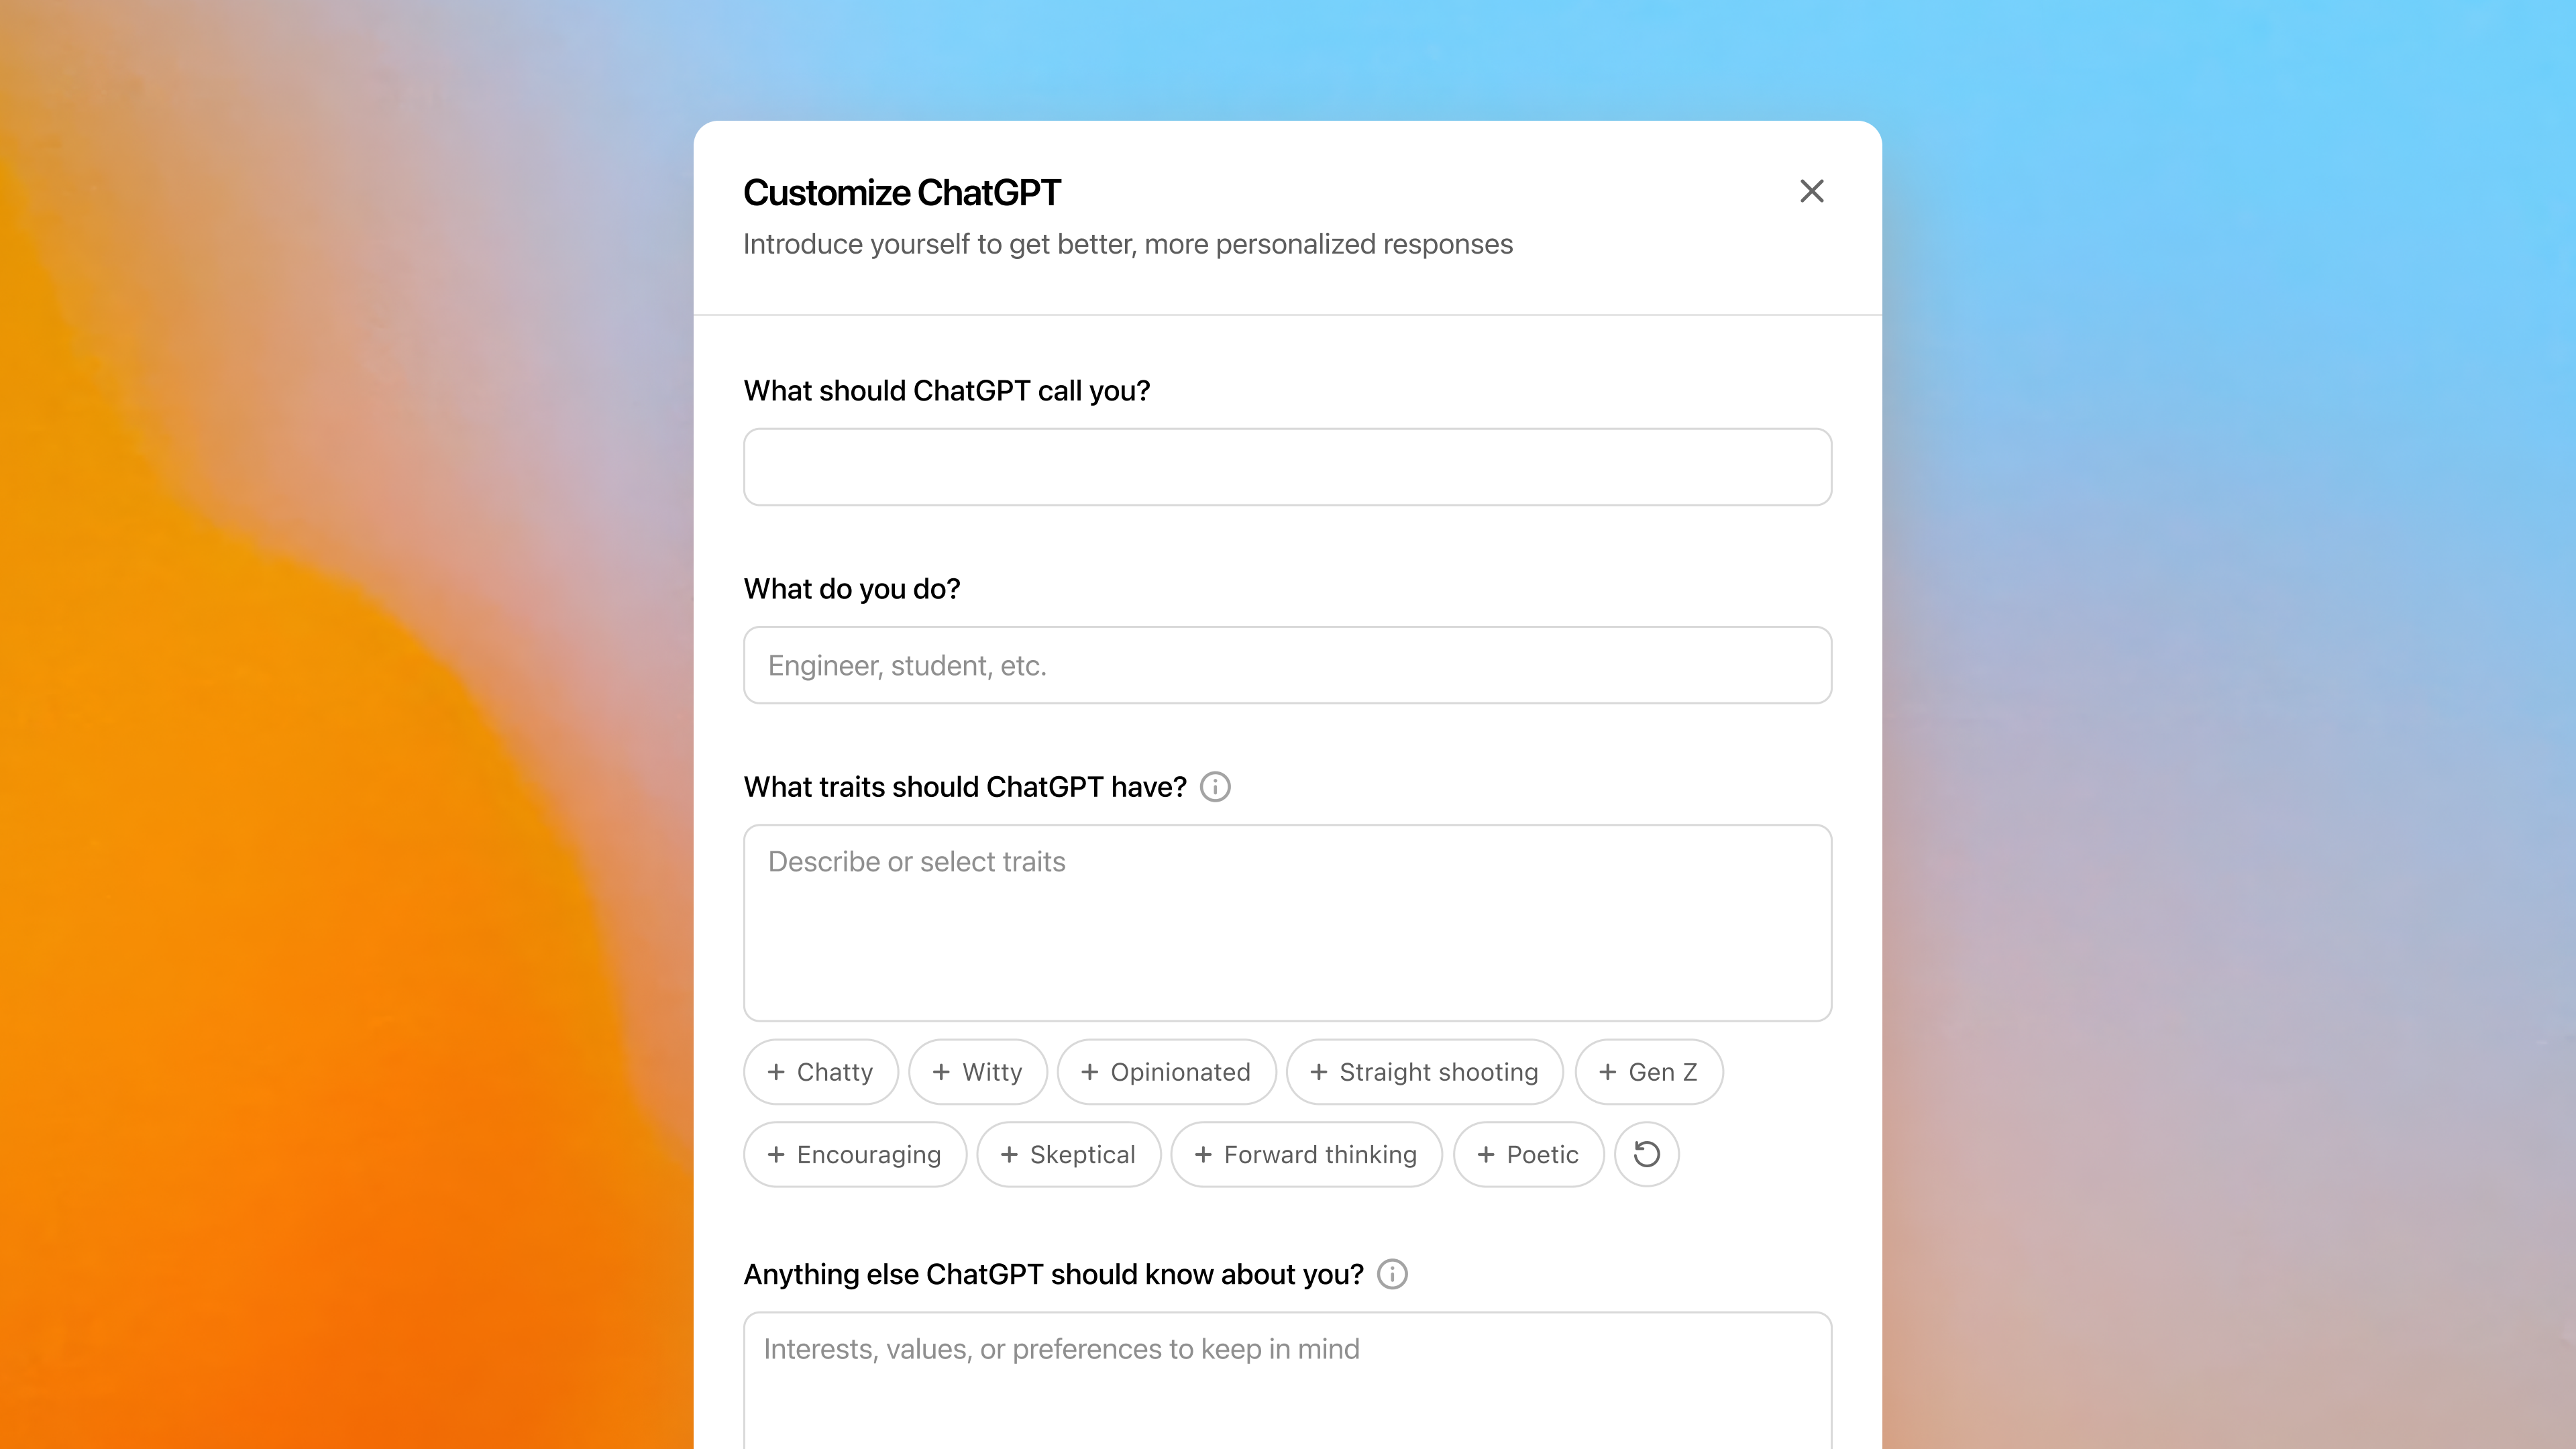 Customize ChatGPT
Introduce yourself to get better, more personalized responses
What should ChatGPT call you?
What do you do?
Engineer, student, etc.
What traits should ChatGPT have?
Describe or select traits
+ Chatty + Witty + Opinionated + Straight shooting + Gen Z
+ Encouraging + Skeptical + Forward thinking + Poetic
Anything else ChatGPT should know about you?
Interests, values, or preferences to keep in mind